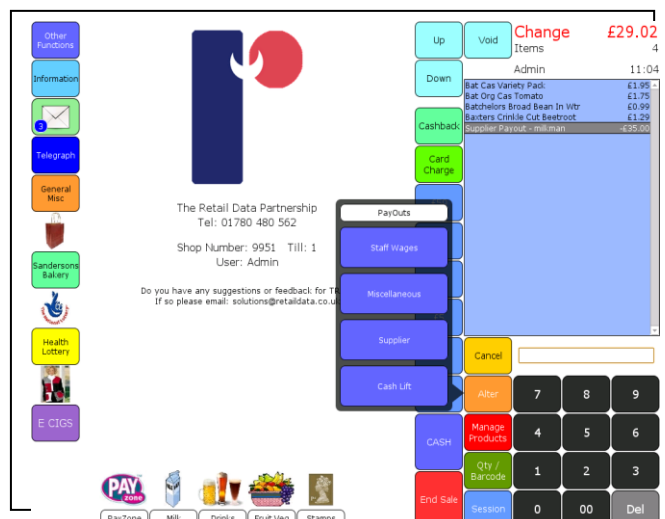 Other
Functions
Information
3
Telegraph
General
Misc
Sandersons
Bakery
Health
Lottery
E CIGS
The Retail Data Partnership
Tel: 01780 480 562
Shop Number: 9951 Till: 1
User: Admin
Do you have any suggestions or feedback for TR
If so please email: solutions@retaildata.co.uk
PAY
zone
PayZone
Milk
Drinks
Fruit Veg
Stamps
PayOuts
Staff Wages
Miscellaneous
Supplier
Cash Lift
Up
Void
Down
Cashback
Card
Charge
CASH
End Sale
Change £29.02
Items 4
Admin 11:04
Bat Cas Variety Pack £1.95
Bat Org Cas Tomato £1.75
Batchelors Broad Bean In Wtr £0.99
Baxters Crinkle Cut Beetroot £1.29
Supplier Payout - milkman -£35.00
Cancel
Alter
7 8 9
Manage
Products
4 5 6
Qty /
Barcode
1 2 3
Session
0 00 Del